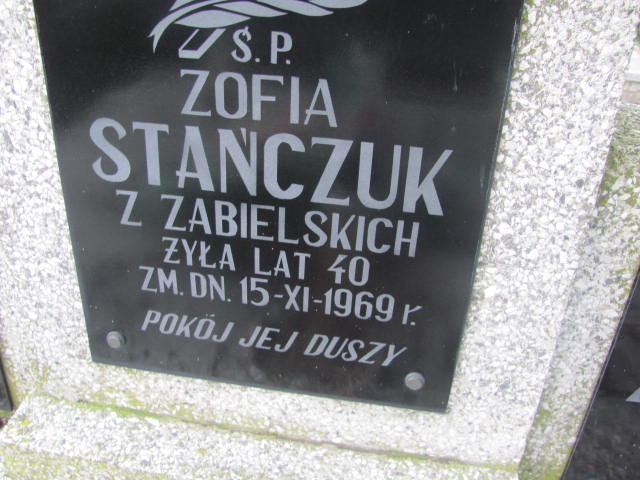 Ś. P.
ZOFIA
STAŃCZUK
Z ZABIELSKICH
ŻYŁA LAT 40
ZM. DN. 15-XI-1969 r.
POKÓJ JEJ DUSZY